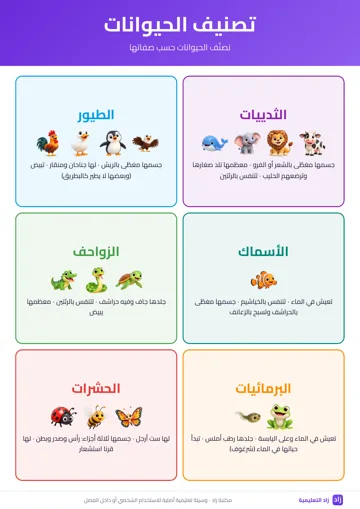 تصنيف الحيوانات
نصنّف الحيوانات حسب صفاتها
الثدييات
جسمها مغطّى بالشعر أو الفرو · معظمها تلد صغارها
وترضعهم الحليب · تتنفس بالرئتين
الطيور
جسمها مغطّى بالريش · لها جناحان ومنقار · تبيض
(وبعضها لا يطير كالبطريق)
الأسماك
تعيش في الماء · تتنفس بالخياشيم · جسمها مغطّى
بالحراشف وتسبح بالزعانف
الزواحف
جلدها جاف وفيه حراشف · تتنفس بالرئتين · معظمها
يبيض
البرمائيات
تعيش في الماء وعلى اليابسة · جلدها رطب أملس · تبدأ
حياتها في الماء (شرغوف)
الحشرات
لها ست أرجل · جسمها ثلاثة أجزاء: رأس وصدر وبطن · لها
قرنا استشعار
زاد
زاد التعليمية
مكتبة زاد · وسيلة تعليمية أصلية للاستخدام الشخصي أو داخل الفصل